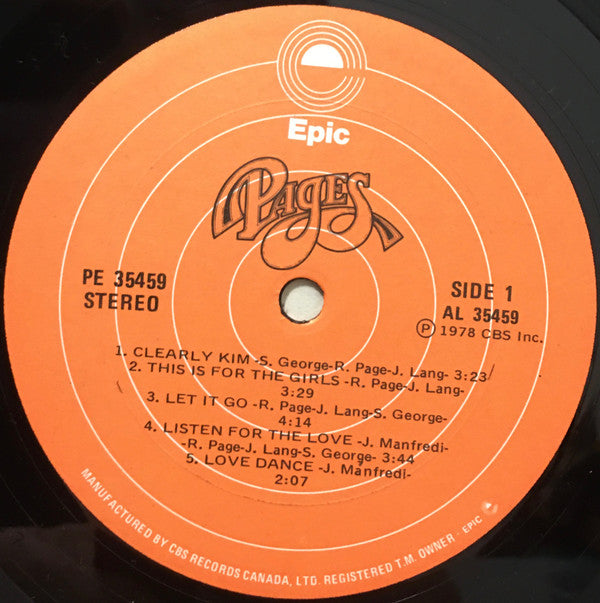 Epic
PAGES
PE 35459
STEREO
SIDE 1
AL 35459
Ⓟ 1978 CBS Inc.
1. CLEARLY KIM -S. George-R. Page-J. Lang- 3:23
2. THIS IS FOR THE GIRLS -R. Page-J. Lang-
3:29
3. LET IT GO -R. Page-J. Lang-S. George-
4:14
4. LISTEN FOR THE LOVE -J. Manfredi-
-R. Page-J. Lang-S. George- 3:44
5. LOVE DANCE -J. Manfredi-
2:07
MANUFACTURED BY CBS RECORDS CANADA, LTD. REGISTERED T.M. OWNER - EPIC